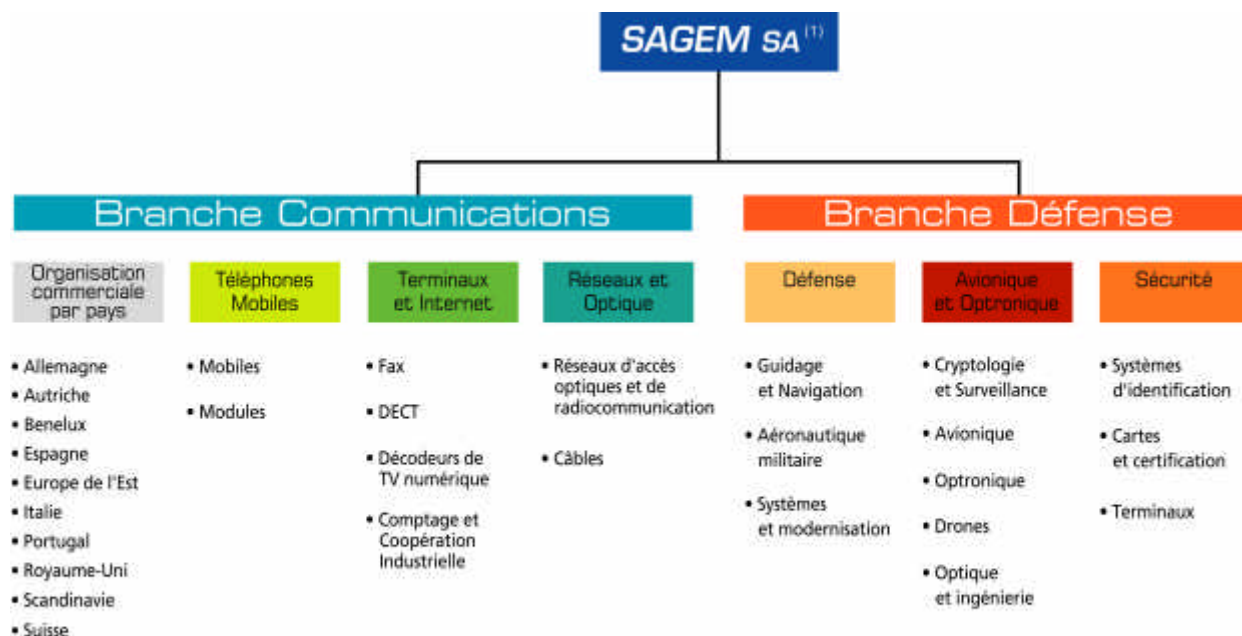 SAGEM SA (1)
Branche Communications
Branche Défense
Organisation
commerciale
par pays
Téléphones
Mobiles
Terminaux
et Internet
Réseaux et
Optique
Défense
Avionique
et Optronique
Sécurité
• Allemagne
• Autriche
• Benelux
• Espagne
• Europe de l'Est
• Italie
• Portugal
• Royaume-Uni
• Scandinavie
• Suisse
• Mobiles
• Modules
• Fax
• DECT
• Décodeurs de
TV numérique
• Comptage et
Coopération
Industrielle
• Réseaux d'accès
optiques et de
radiocommunication
• Câbles
• Guidage
et Navigation
• Aéronautique
militaire
• Systèmes
et modernisation
• Cryptologie
et Surveillance
• Avionique
• Optronique
• Drones
• Optique
et ingénierie
• Systèmes
d'identification
• Cartes
et certification
• Terminaux